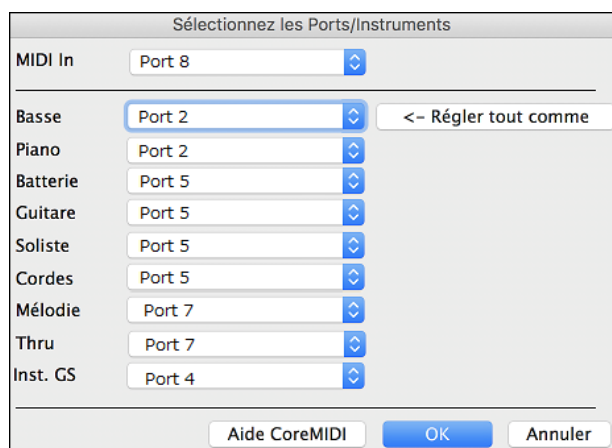 Sélectionnez les Ports/Instruments
MIDI In Port 8
Basse Port 2 <- Régler tout comme
Piano Port 2
Batterie Port 5
Guitare Port 5
Soliste Port 5
Cordes Port 5
Mélodie Port 7
Thru Port 7
Inst. GS Port 4
Aide CoreMIDI OK Annuler